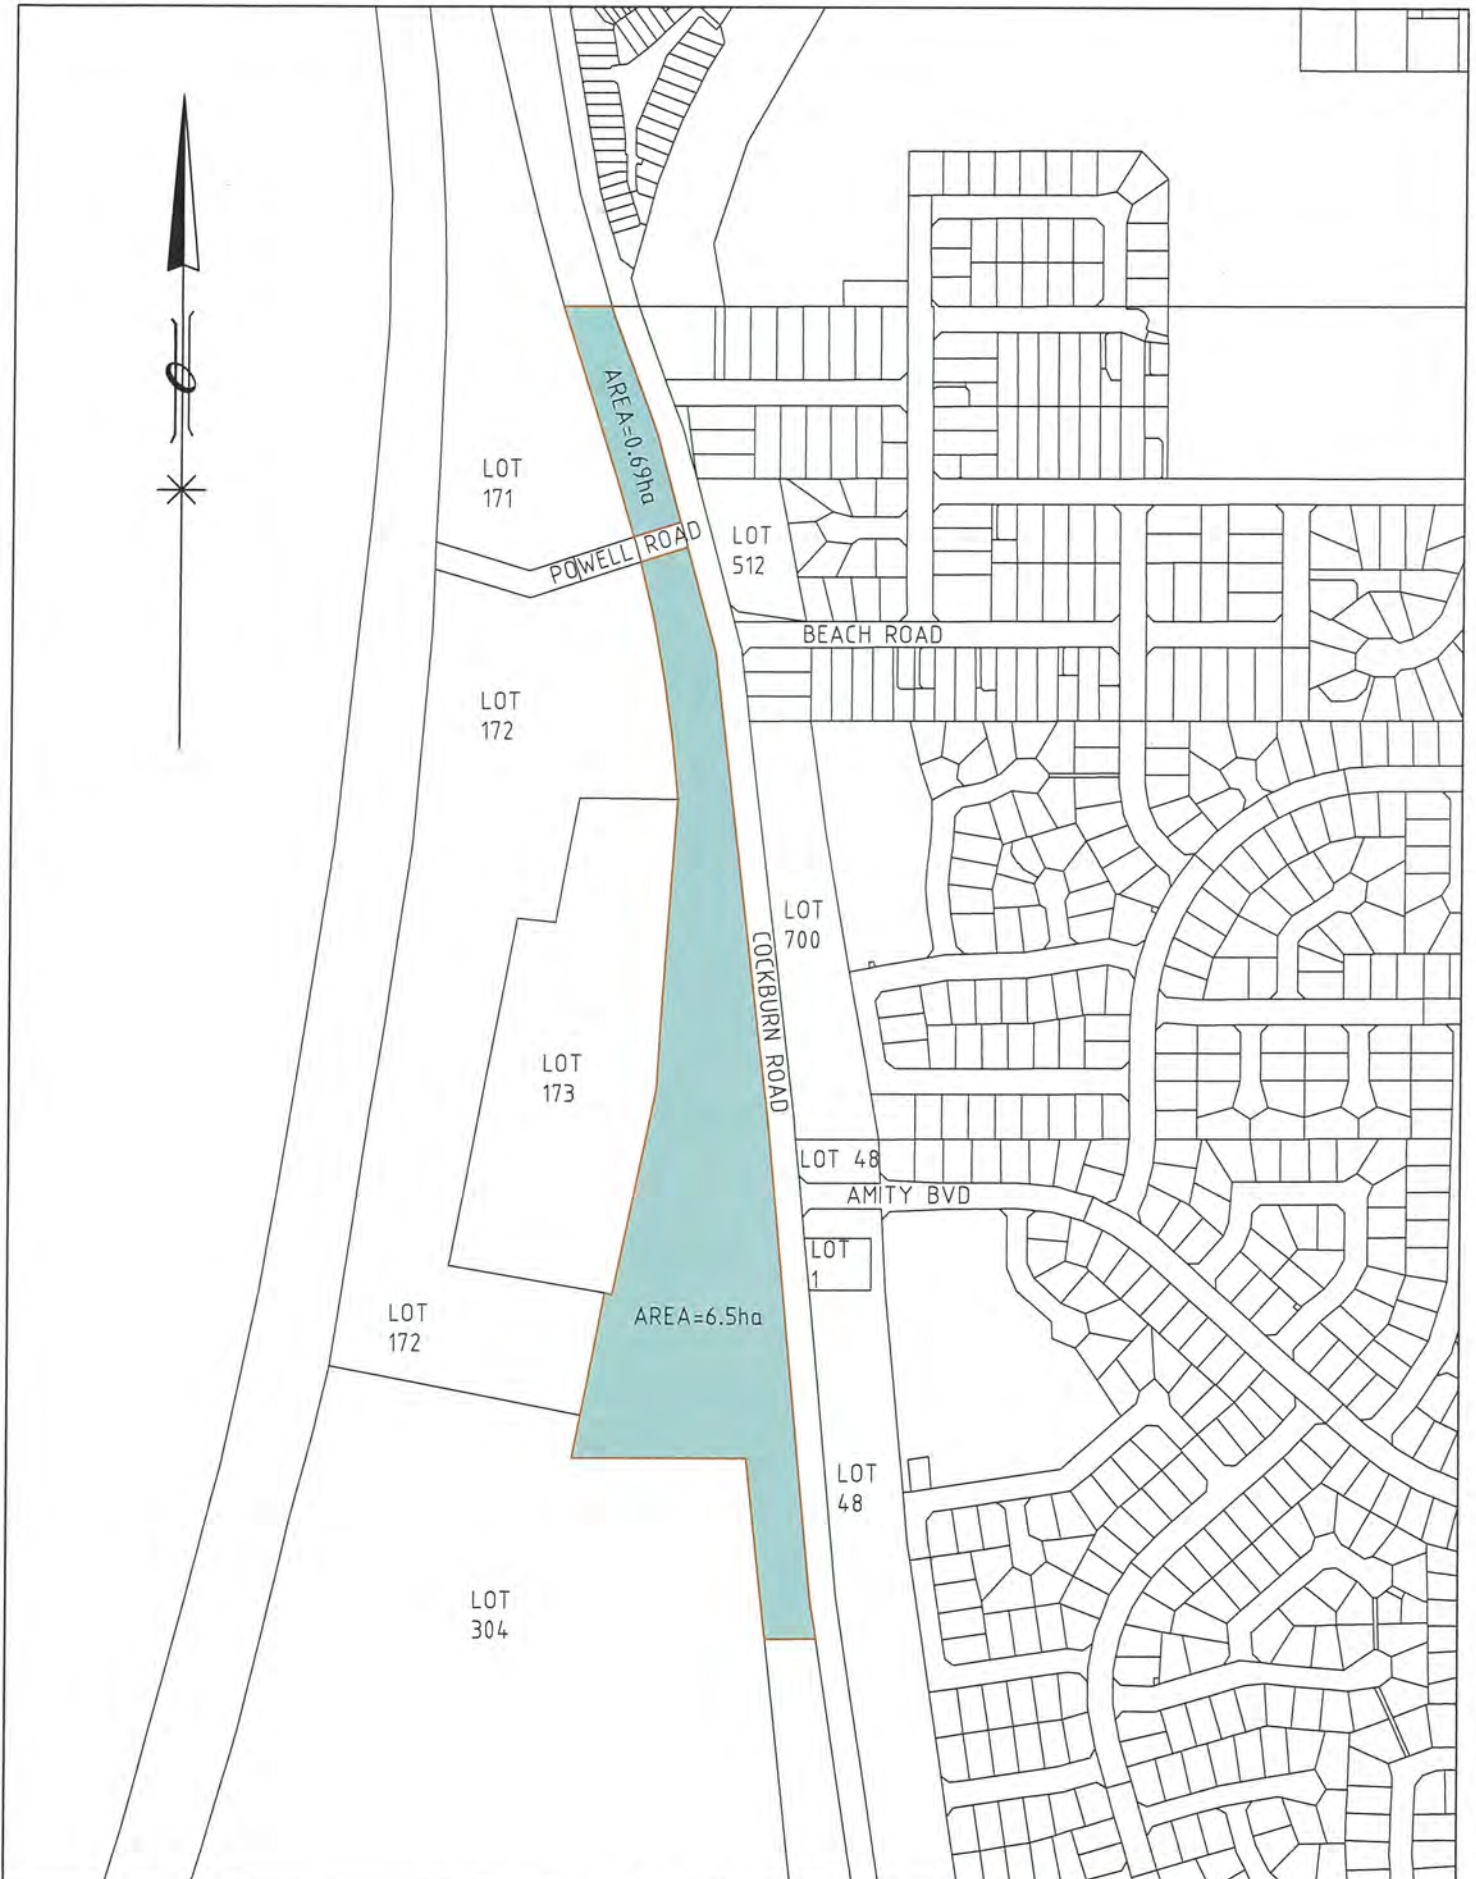 AREA=0.69ha
LOT
171
LOT
512
POWELL ROAD
BEACH ROAD
LOT
172
LOT
700
COCKBURN ROAD
LOT
173
LOT 48
AMITY BVD
LOT
1
LOT
172
AREA=6.5ha
LOT
48
LOT
304